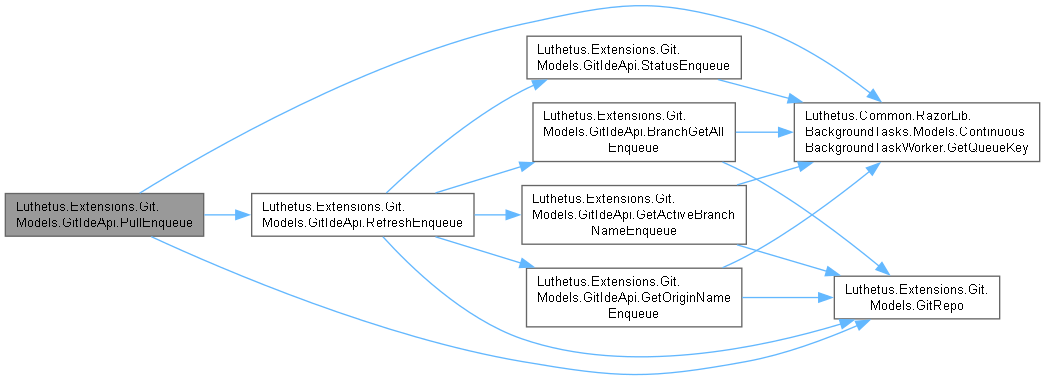 Luthetus.Extensions.Git.
Models.GitIdeApi.PullEnqueue
Luthetus.Extensions.Git.
Models.GitIdeApi.RefreshEnqueue
Luthetus.Extensions.Git.
Models.GitIdeApi.StatusEnqueue
Luthetus.Extensions.Git.
Models.GitIdeApi.BranchGetAll
Enqueue
Luthetus.Extensions.Git.
Models.GitIdeApi.GetActiveBranch
NameEnqueue
Luthetus.Extensions.Git.
Models.GitIdeApi.GetOriginName
Enqueue
Luthetus.Common.RazorLib.
BackgroundTasks.Models.Continuous
BackgroundTaskWorker.GetQueueKey
Luthetus.Extensions.Git.
Models.GitRepo